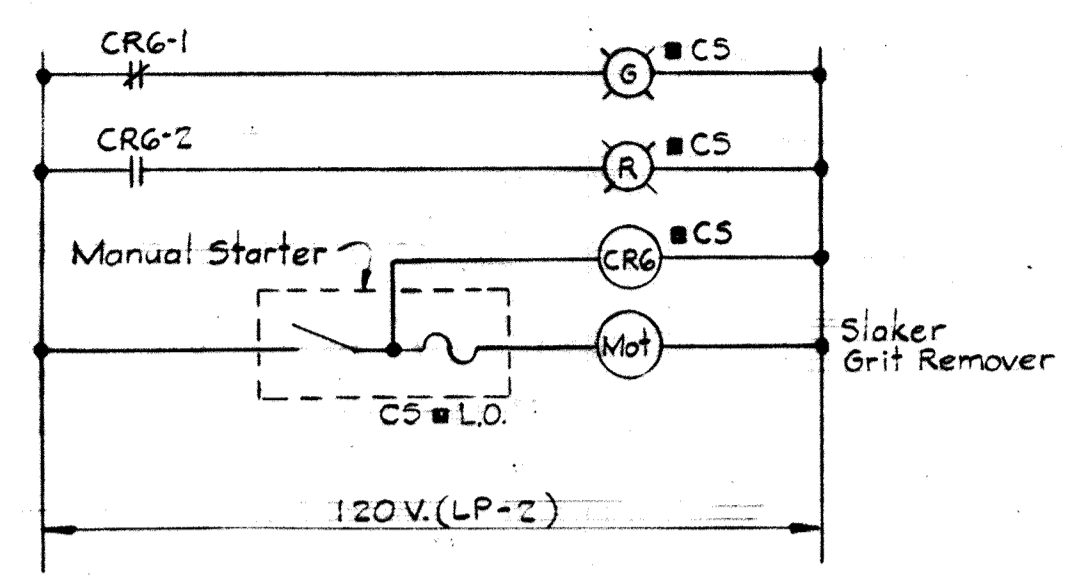 CR6-1
G
■ CS
CR6-2
R
■ CS
Manual Starter
CR6
■ CS
Mot
Slaker
Grit Remover
CS ■ L.O.
120 V. (LP-2)